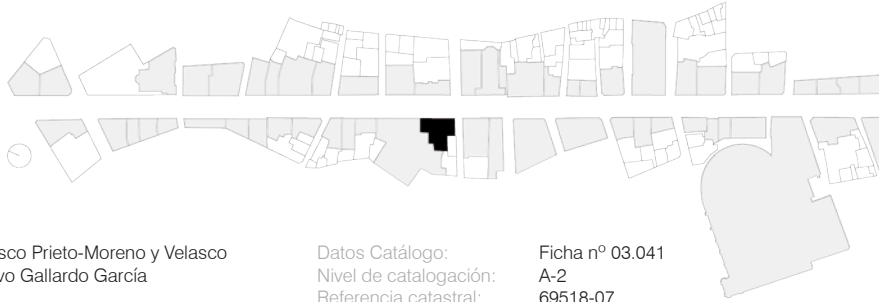 sco Prieto-Moreno y Velasco
vo Gallardo García
Datos Catálogo:
Nivel de catalogación:
Referencia catastral:
Ficha nº 03.041
A-2
69518-07